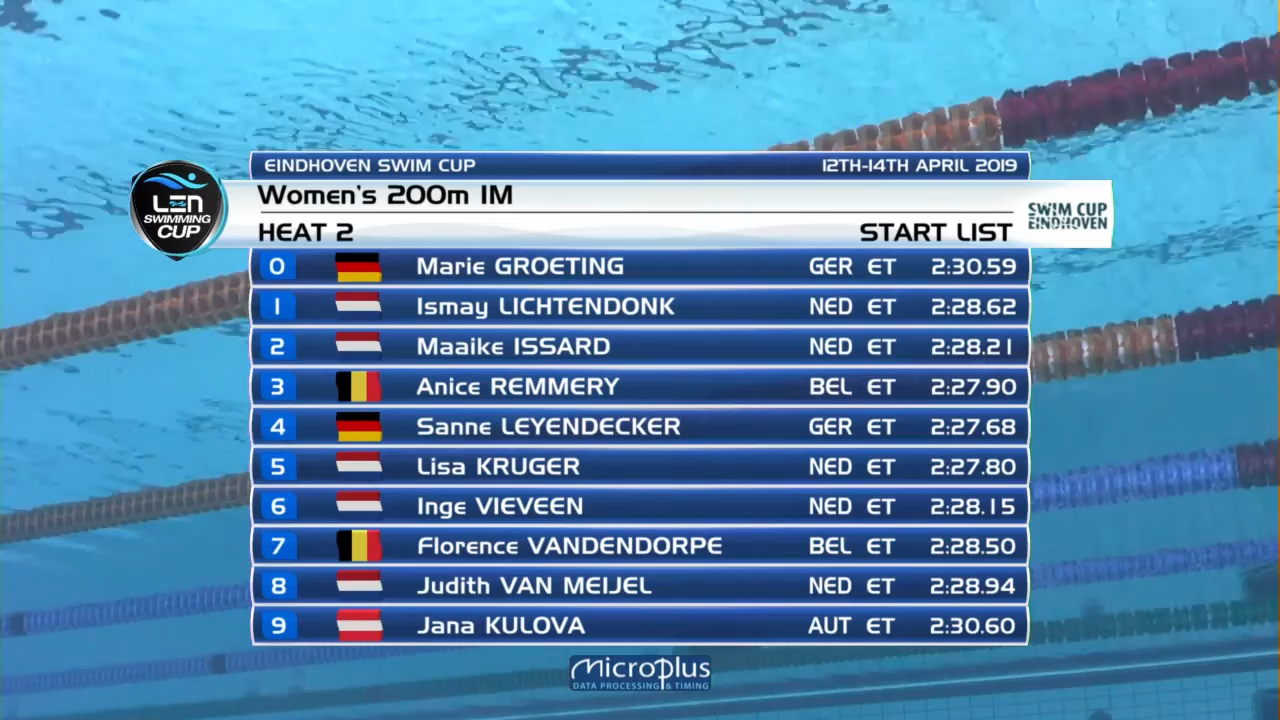 EINDHOVEN SWIM CUP 12TH-14TH APRIL 2019
LEN
SWIMMING
CUP
Women's 200m IM
HEAT 2 START LIST
SWIM CUP
EINDHOVEN
0 Marie GROETING GER ET 2:30.59
1 Ismay LICHTENDONK NED ET 2:28.62
2 Maaike ISSARD NED ET 2:28.21
3 Anice REMMERY BEL ET 2:27.90
4 Sanne LEYENDECKER GER ET 2:27.68
5 Lisa KRUGER NED ET 2:27.80
6 Inge VIEVEEN NED ET 2:28.15
7 Florence VANDENDORPE BEL ET 2:28.50
8 Judith VAN MEIJEL NED ET 2:28.94
9 Jana KULOVA AUT ET 2:30.60
Microplus
DATA PROCESSING & TIMING